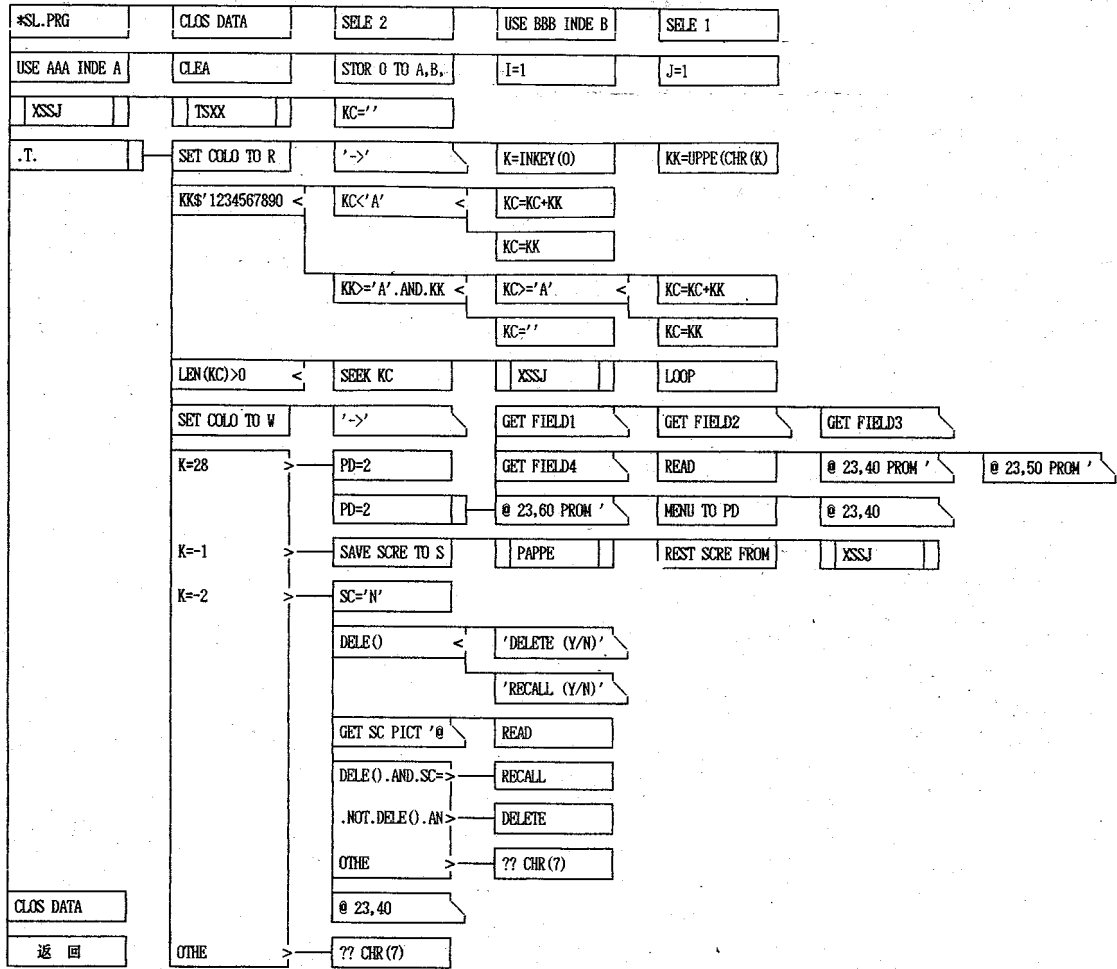 *SL.PRG CLOS DATA SELE 2 USE BBB INDE B SELE 1
USE AAA INDE A CLEA STOR 0 TO A,B, I=1 J=1
XSSJ TSXX KC=''
.T. SET COLO TO R '->' K=INKEY(0) KK=UPPE(CHR(K)
KK$'1234567890 < KC<'A' < KC=KC+KK
KC=KK
KK>='A'.AND.KK < KC>='A' < KC=KC+KK
KC='' KC=KK
LEN(KC)>0 < SEEK KC XSSJ LOOP
SET COLO TO W '->' GET FIELD1 GET FIELD2 GET FIELD3
K=28 > PD=2 GET FIELD4 READ @ 23,40 PROM ' @ 23,50 PROM '
PD=2 @ 23,60 PROM ' MENU TO PD @ 23,40
K=-1 > SAVE SCRE TO S PAPPE REST SCRE FROM XSSJ
K=-2 > SC='N'
DELE() < 'DELETE (Y/N)'
'RECALL (Y/N)'
GET SC PICT '@ READ
DELE().AND.SC= > RECALL
.NOT.DELE().AN > DELETE
OTHE > ?? CHR(7)
CLOS DATA @ 23,40
返 回 OTHE > ?? CHR(7)